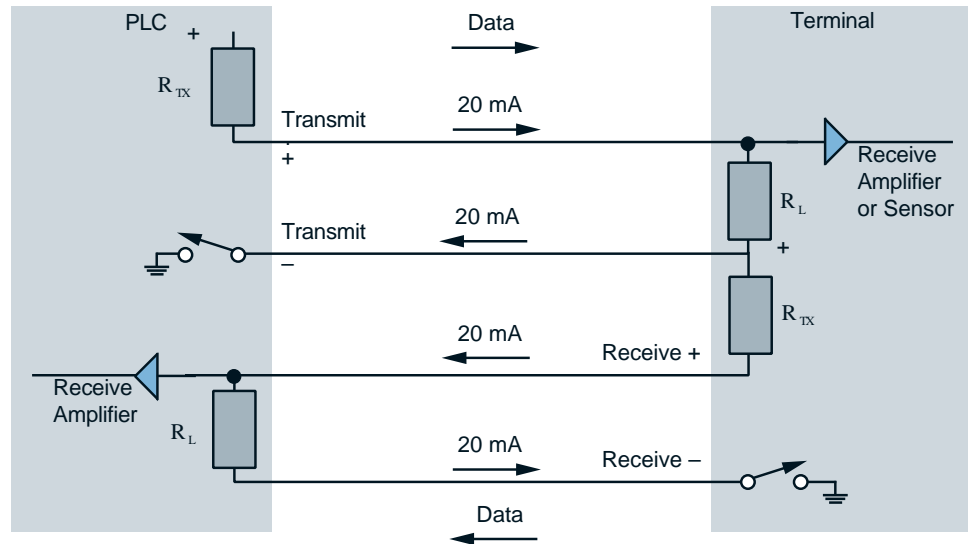 PLC
Data
Terminal
+
R TX
20 mA
Transmit
+
Receive
Amplifier
or Sensor
R L
20 mA
Transmit
–
+
R TX
20 mA
Receive +
Receive
Amplifier
R L
20 mA
Receive –
Data